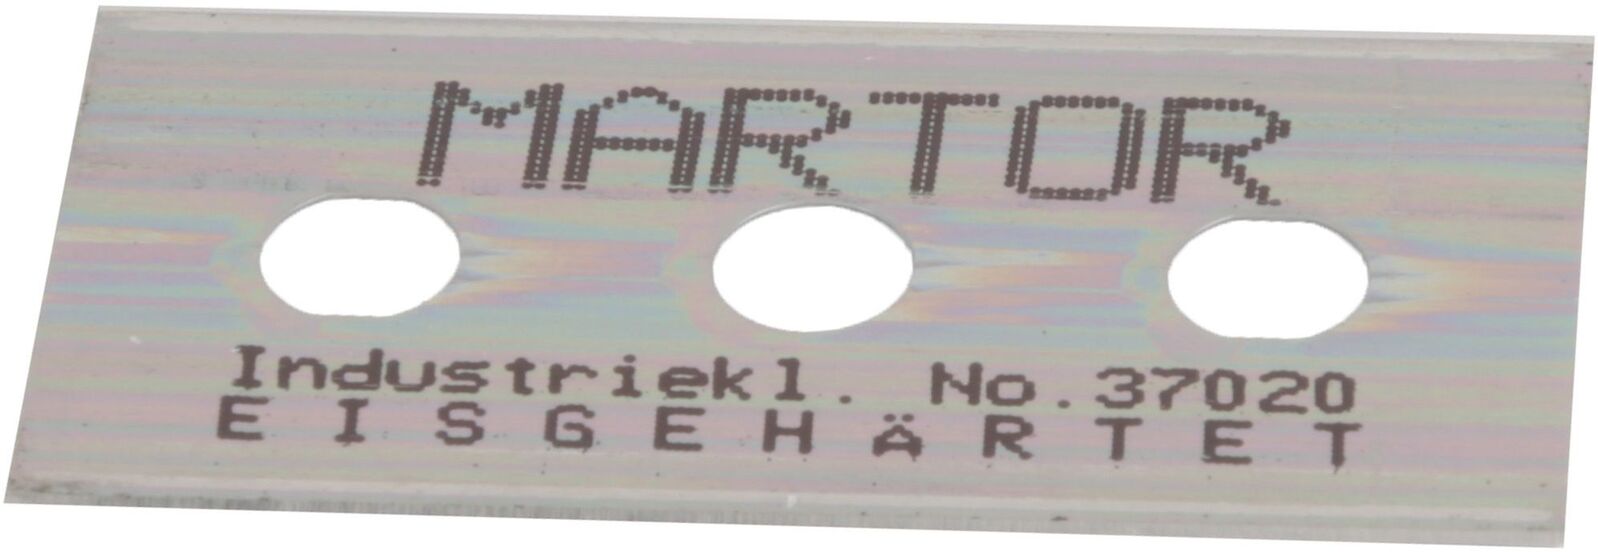 MARTOR
Industriekl. No.37020
EISGEHÄRTET